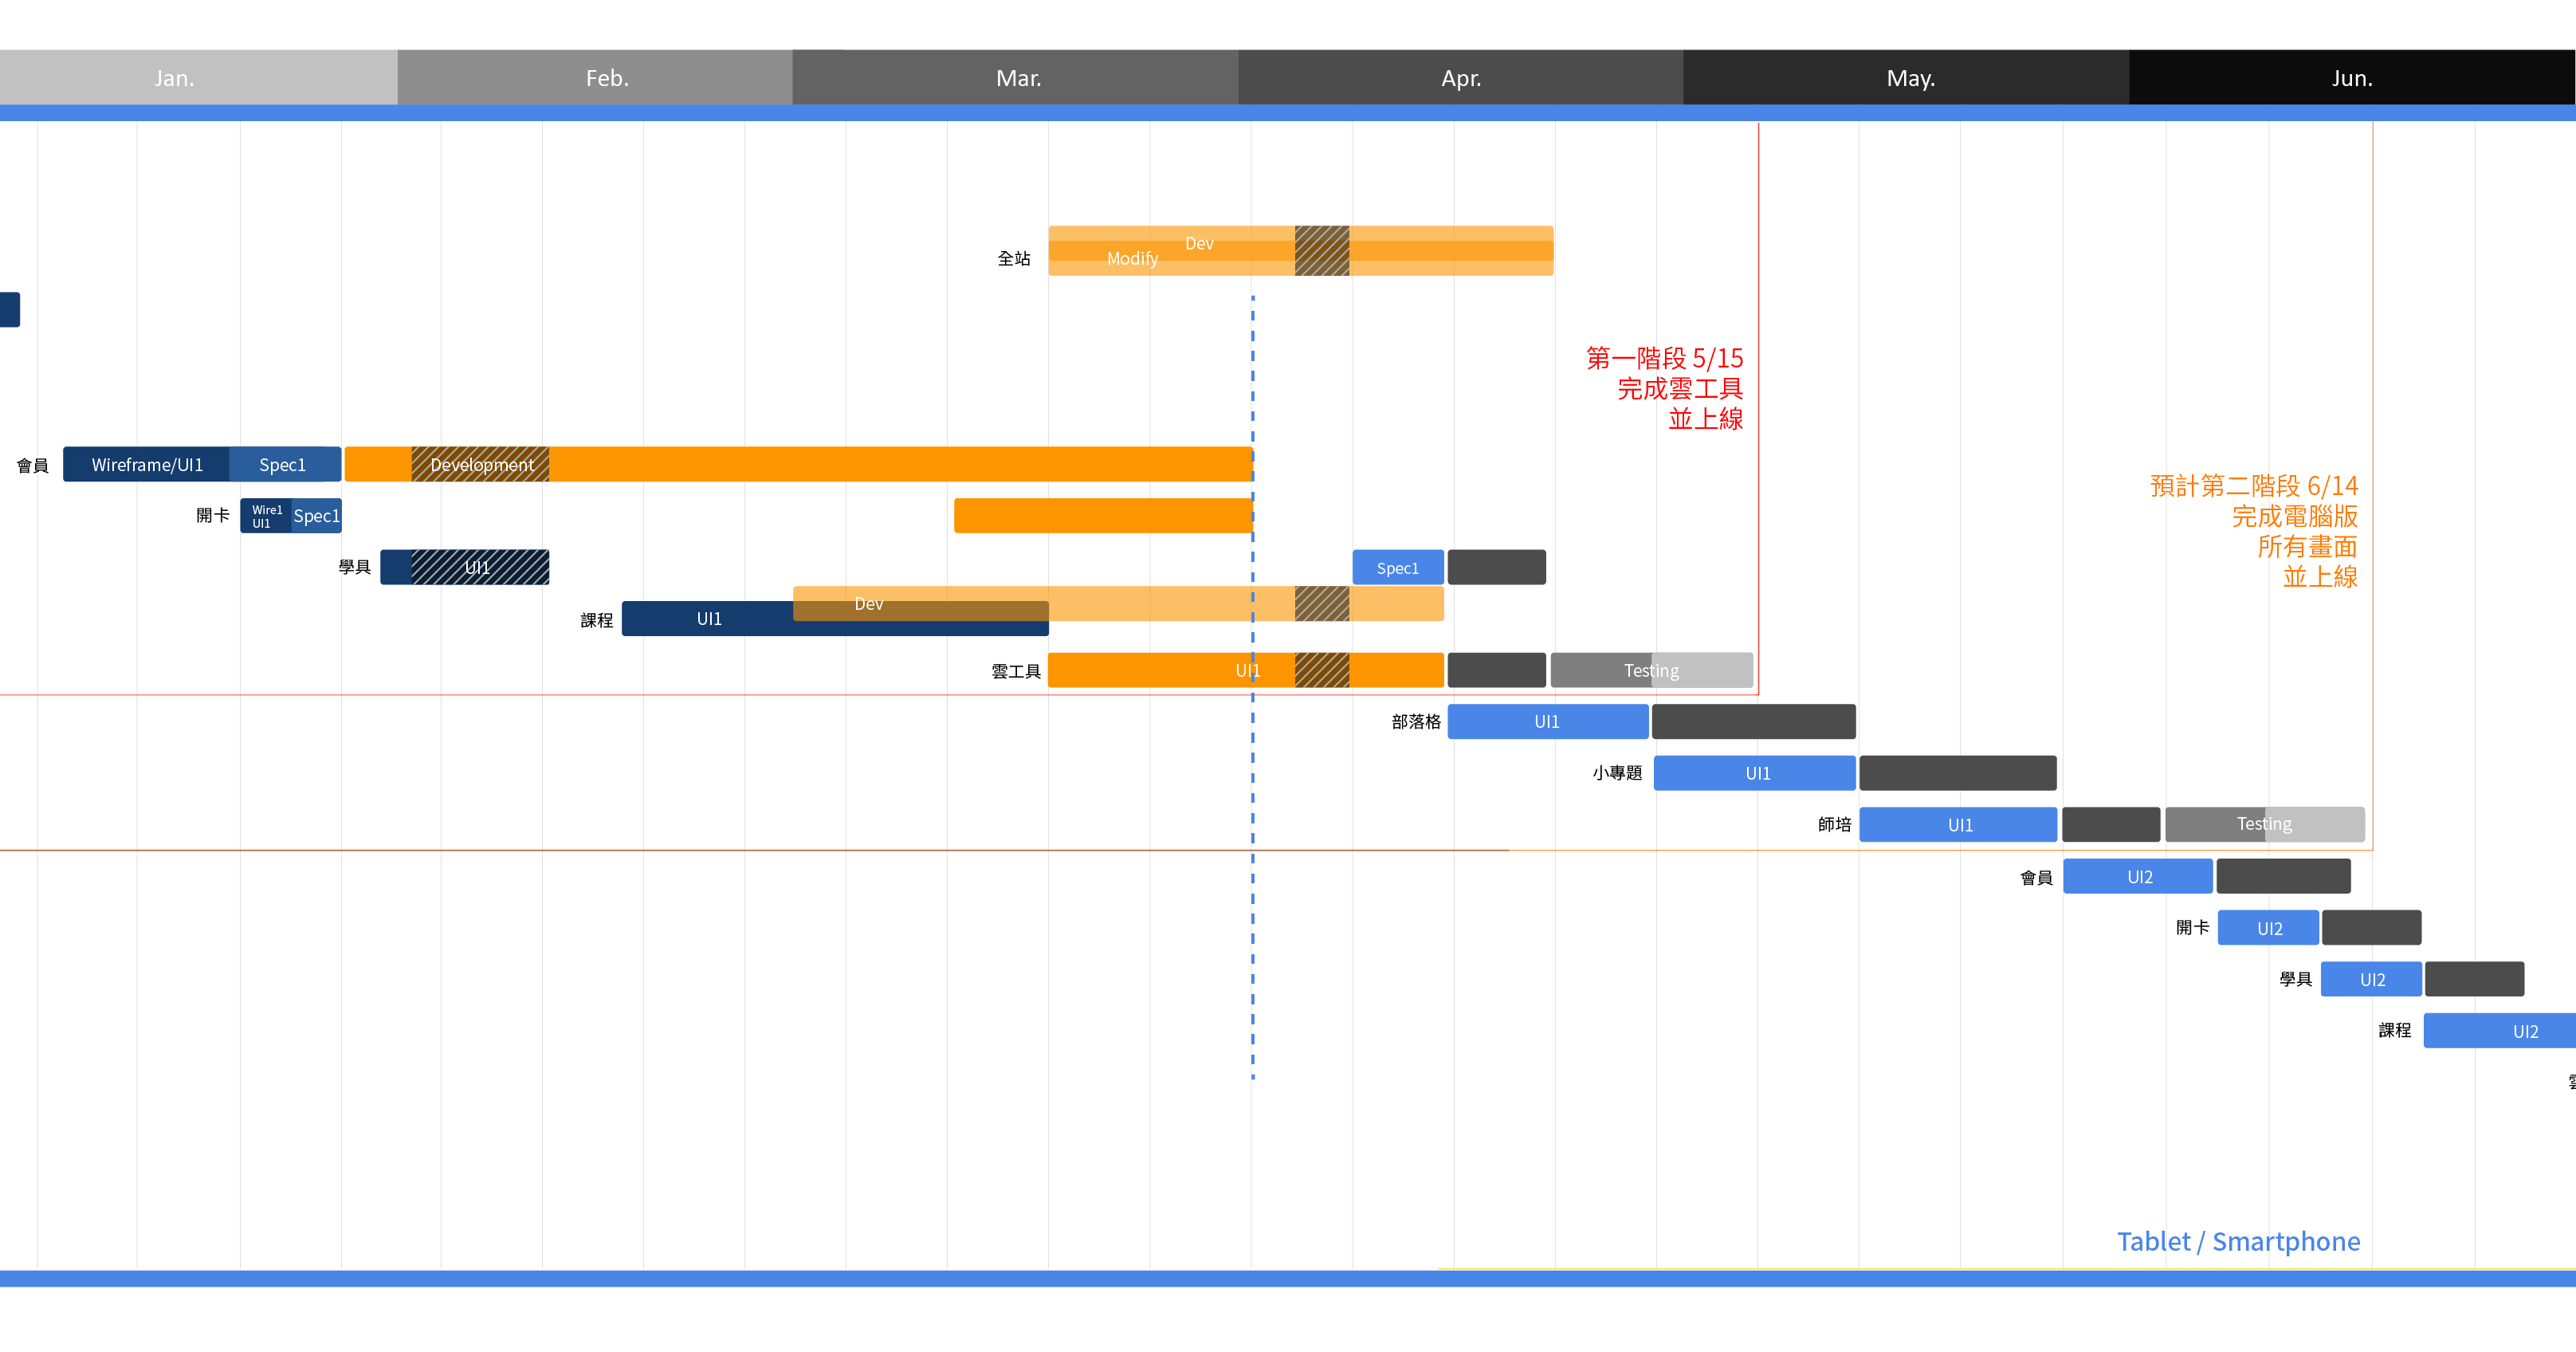 Jan.
Feb.
Mar.
Apr.
May.
Jun.
Dev
全站
Modify
第一階段 5/15
完成雲工具
並上線
會員
Wireframe/UI1
Spec1
Development
預計第二階段 6/14
完成電腦版
所有畫面
並上線
開卡
Wire1
UI1
Spec1
學具
UI1
Spec1
Dev
課程
UI1
雲工具
UI1
Testing
部落格
UI1
小專題
UI1
師培
UI1
Testing
會員
UI2
開卡
UI2
學具
UI2
課程
UI2
Tablet / Smartphone